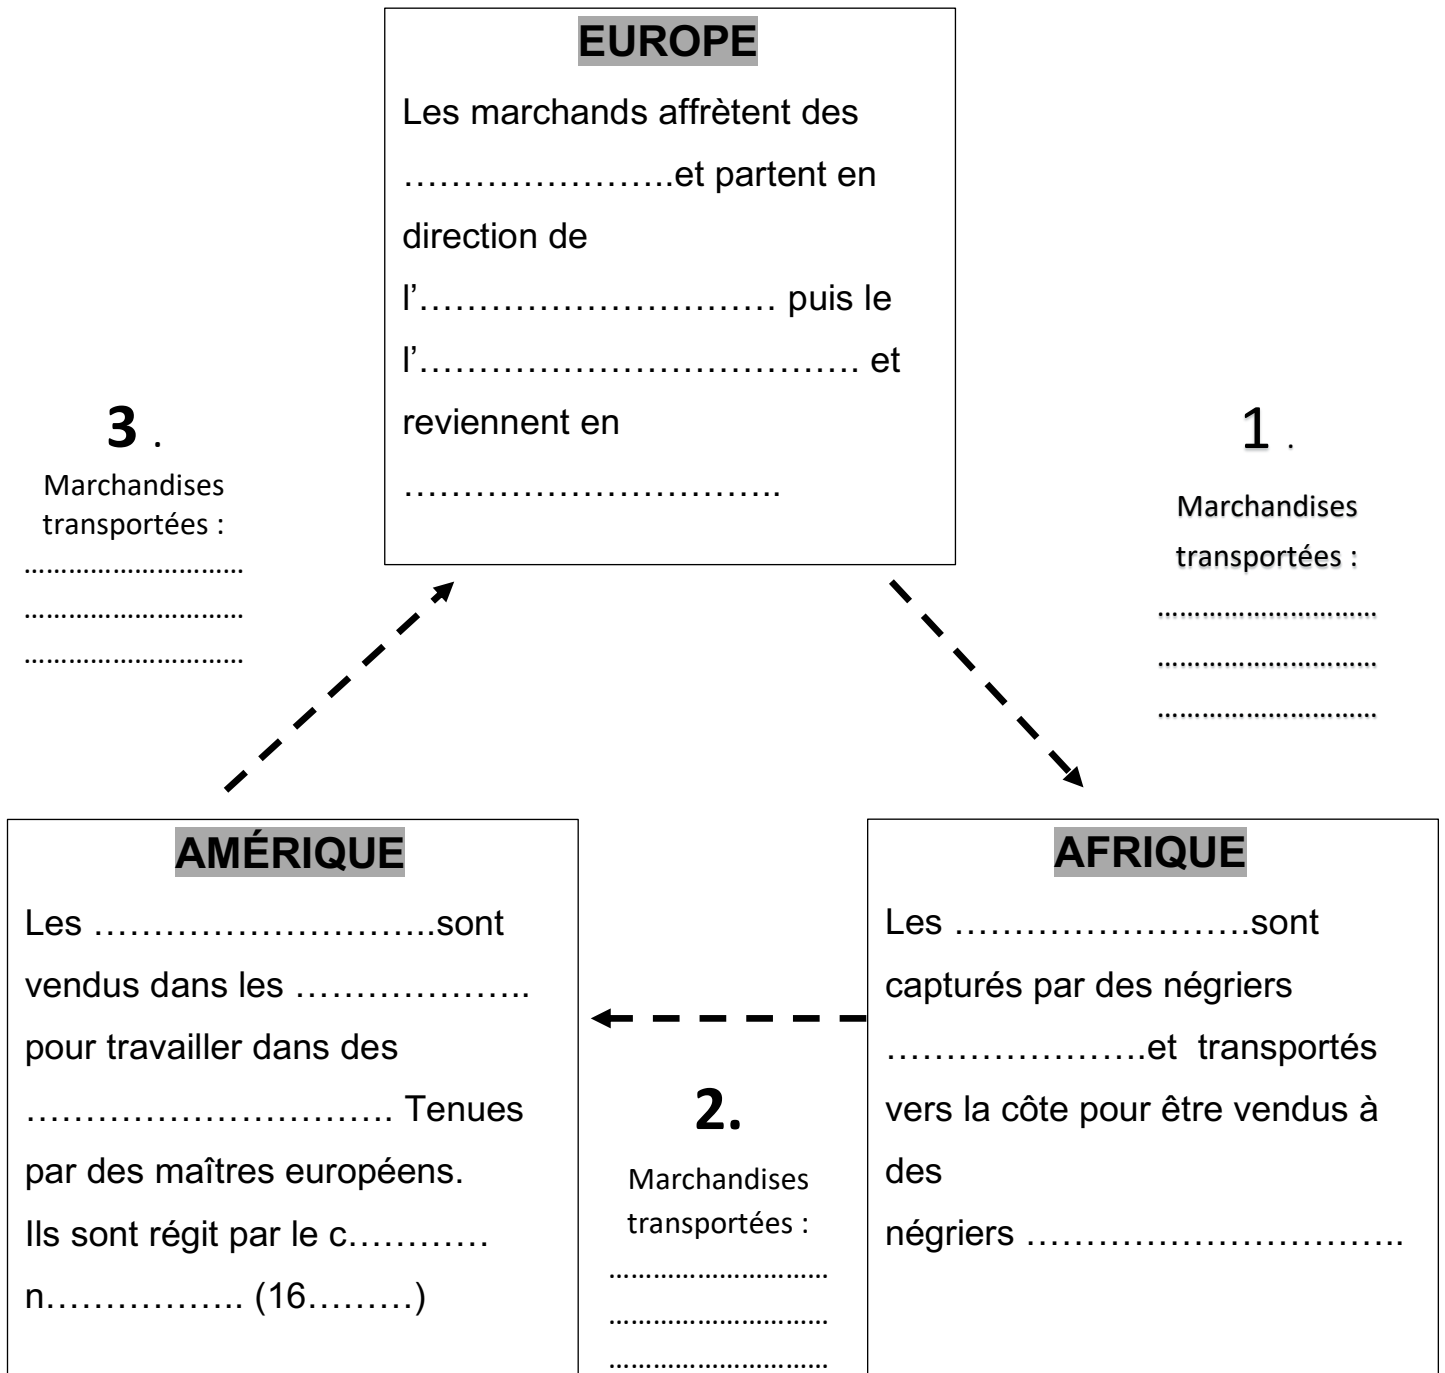 EUROPE
Les marchands affrètent des
…………………..et partent en
direction de
l’………………………… puis le
l’………………………………. et
reviennent en
…………………………..
3 .
Marchandises
transportées :
…………………………
…………………………
…………………………
1 .
Marchandises
transportées :
…………………………
…………………………
…………………………
AMÉRIQUE
Les ………………………..sont
vendus dans les ………………..
pour travailler dans des
…………………………. Tenues
par des maîtres européens.
Ils sont régit par le c…………
n…………….. (16………)
2.
Marchandises
transportées :
…………………………
…………………………
…………………………
AFRIQUE
Les …………………….sont
capturés par des négriers
………………….et transportés
vers la côte pour être vendus à
des
négriers …………………………..